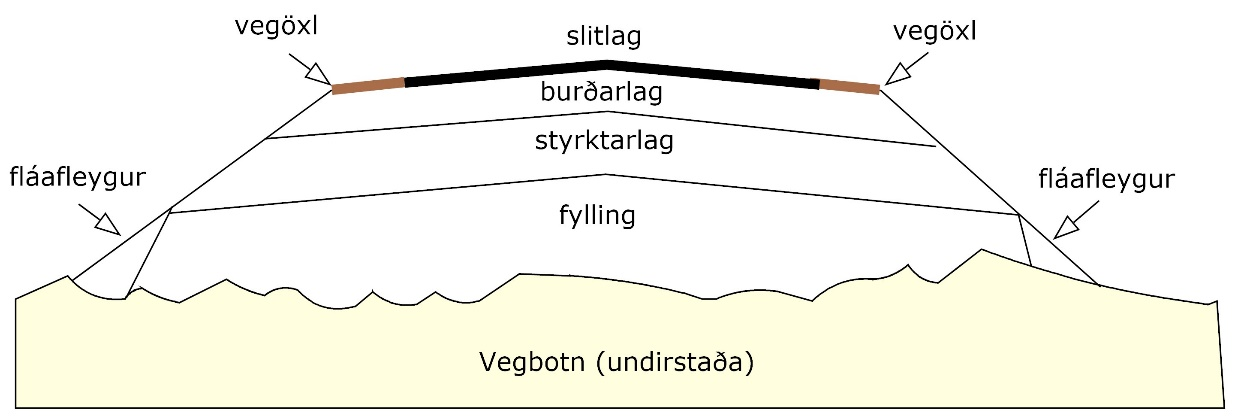 vegöxl
slitlag
vegöxl
burðarlag
styrktarlag
fláafleygur
fláafleygur
fylling
Vegbotn (undirstaða)